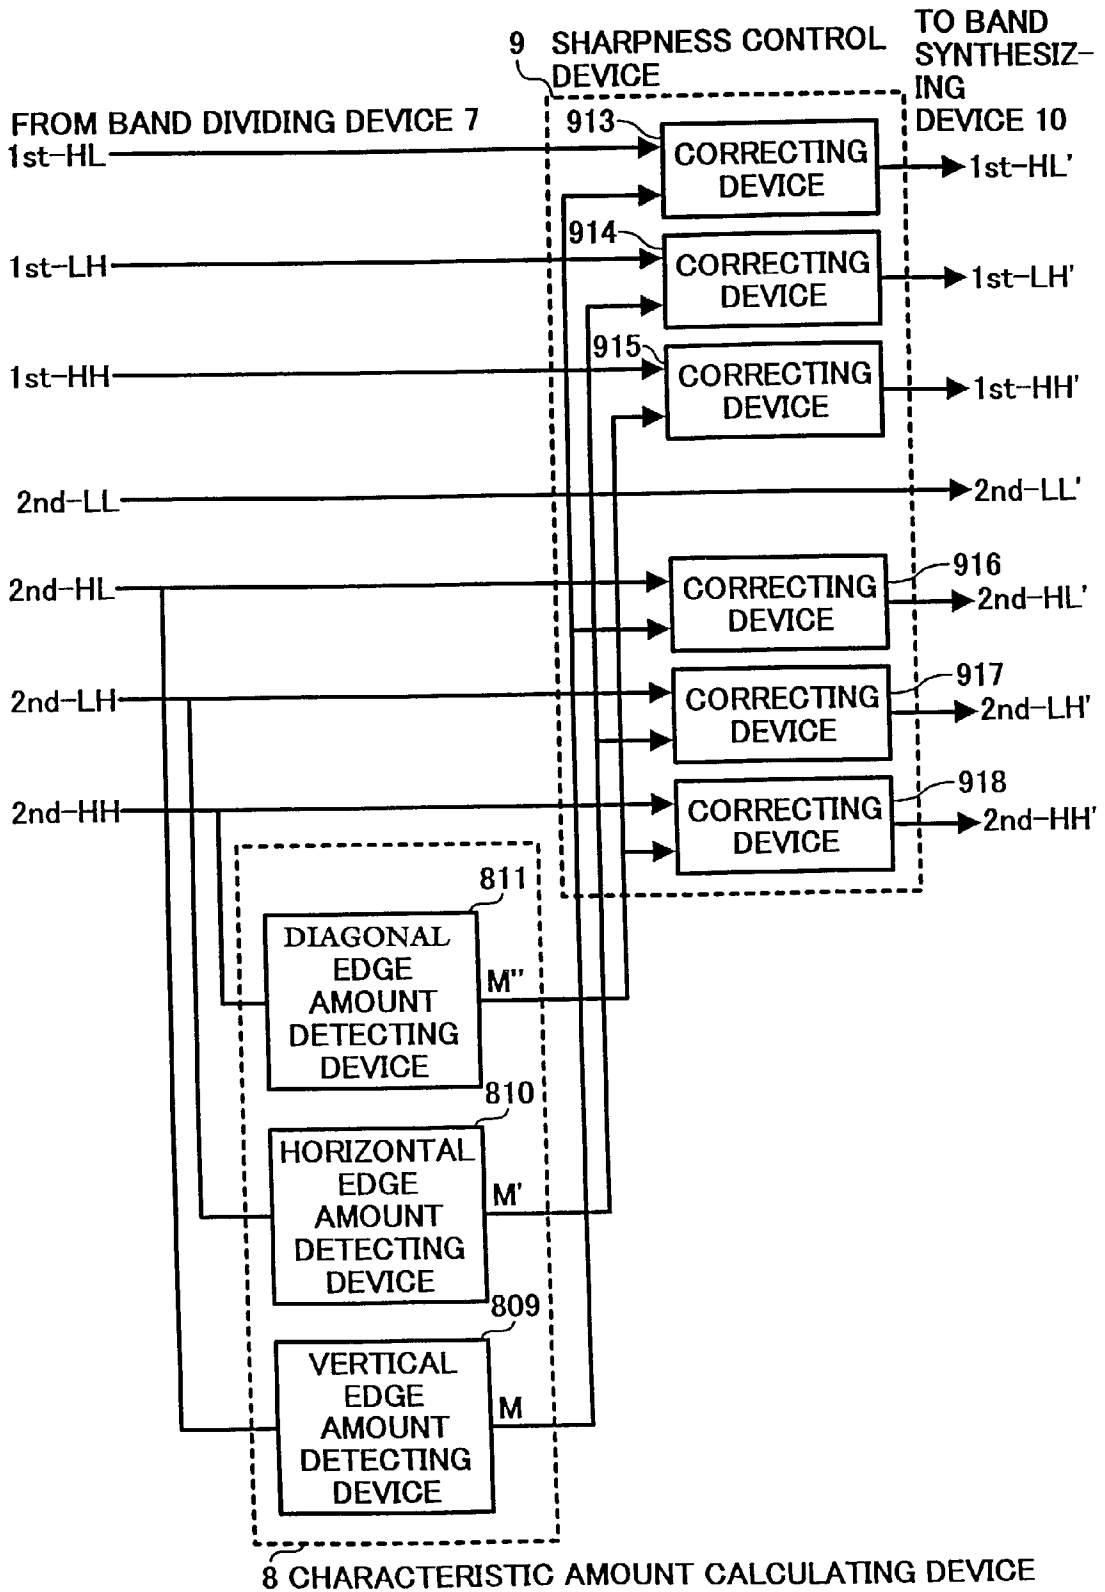 9 SHARPNESS CONTROL
DEVICE
TO BAND
SYNTHESIZ-
ING
DEVICE 10
FROM BAND DIVIDING DEVICE 7
1st-HL
913
CORRECTING
DEVICE
1st-HL'
1st-LH
914
CORRECTING
DEVICE
1st-LH'
1st-HH
915
CORRECTING
DEVICE
1st-HH'
2nd-LL
2nd-LL'
2nd-HL
CORRECTING
DEVICE
916
2nd-HL'
2nd-LH
CORRECTING
DEVICE
917
2nd-LH'
2nd-HH
CORRECTING
DEVICE
918
2nd-HH'
811
DIAGONAL
EDGE
AMOUNT
DETECTING
DEVICE
M''
810
HORIZONTAL
EDGE
AMOUNT
DETECTING
DEVICE
M'
809
VERTICAL
EDGE
AMOUNT
DETECTING
DEVICE
M
8 CHARACTERISTIC AMOUNT CALCULATING DEVICE